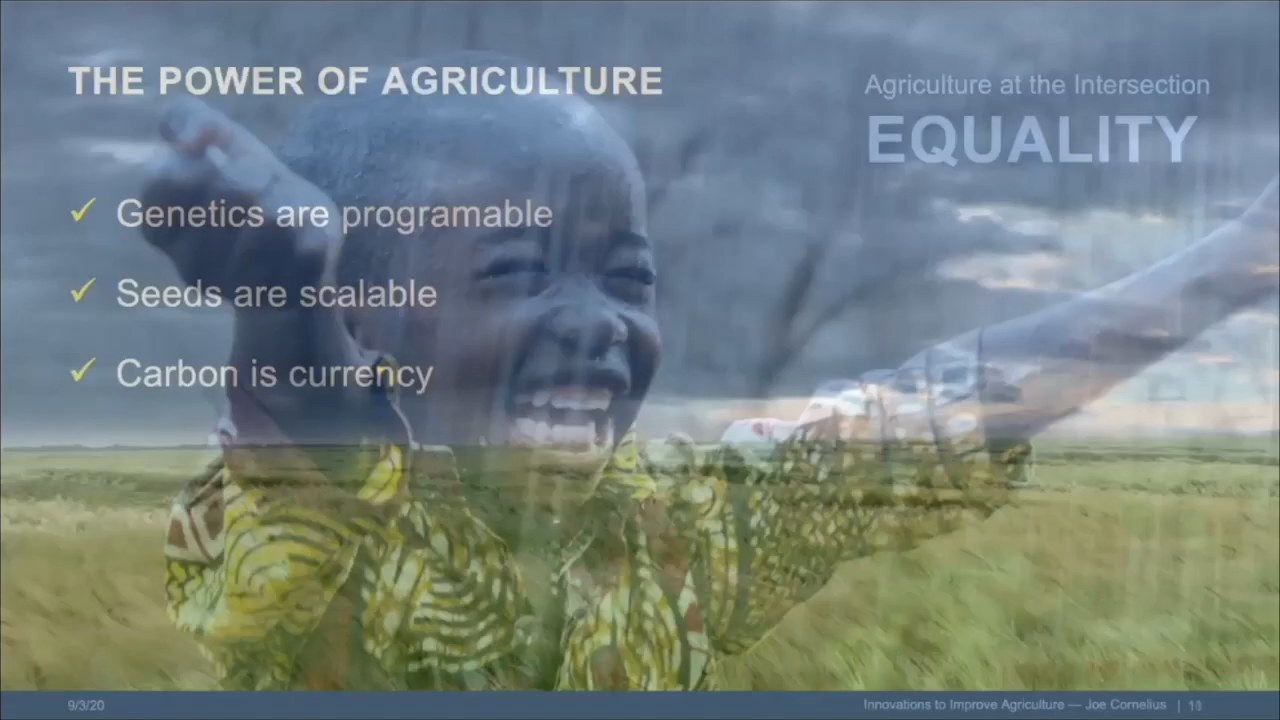 THE POWER OF AGRICULTURE
Agriculture at the Intersection
EQUALITY
✓ Genetics are programable
✓ Seeds are scalable
✓ Carbon is currency
9/3/20
Innovations to Improve Agriculture — Joe Cornelius |